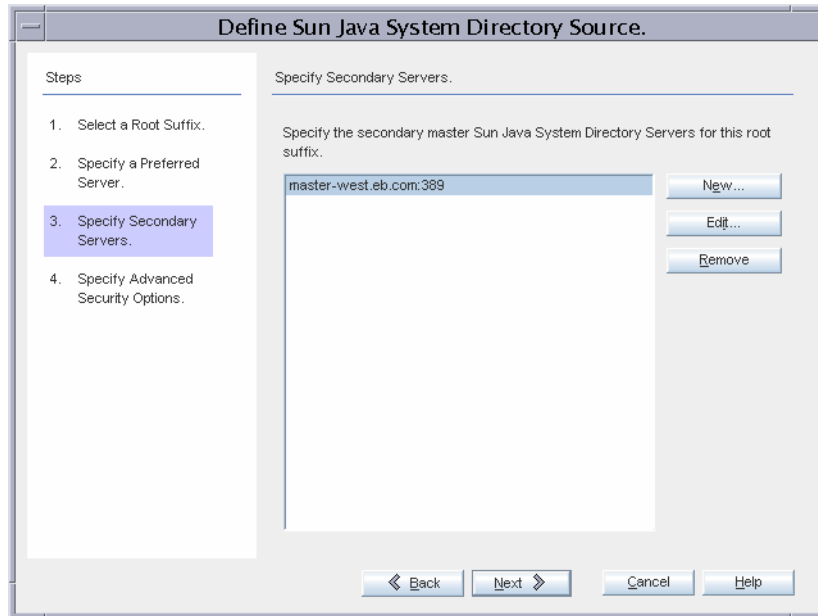 Define Sun Java System Directory Source.
Steps
1. Select a Root Suffix.
2. Specify a Preferred
Server.
3. Specify Secondary
Servers.
4. Specify Advanced
Security Options.
Specify Secondary Servers.
Specify the secondary master Sun Java System Directory Servers for this root
suffix.
master-west.eb.com:389
New...
Edit...
Remove
Back
Next
Cancel
Help